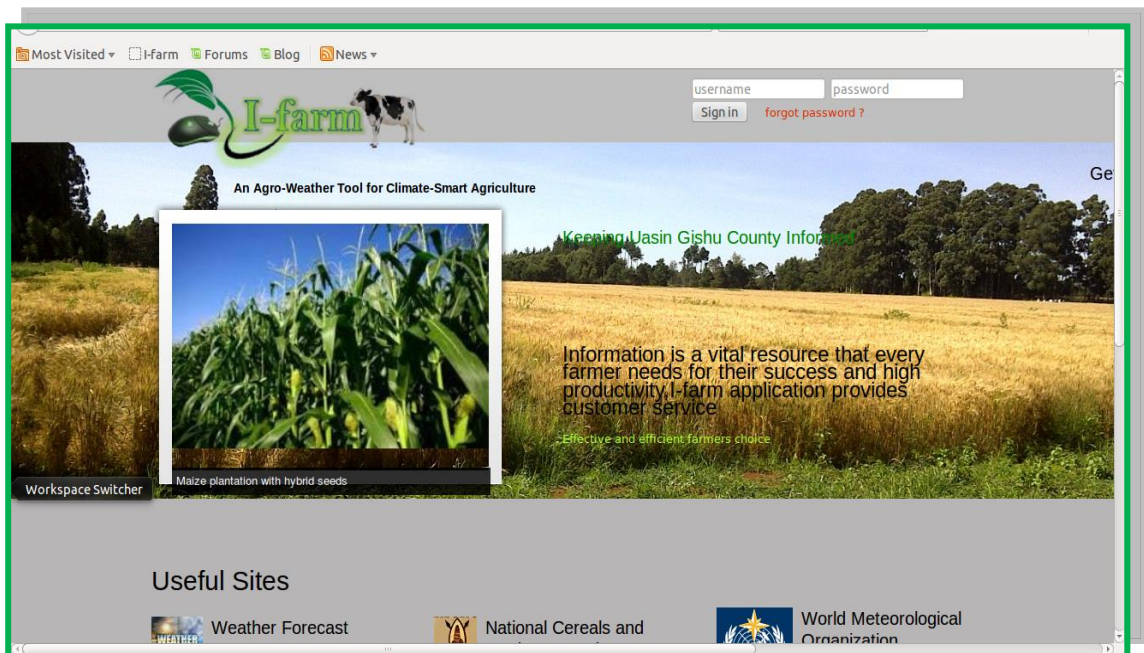 Most Visited I-farm Forums Blog News
I-farm
username password
Sign in forgot password ?
An Agro-Weather Tool for Climate-Smart Agriculture
Ge
Keeping Uasin Gishu County Informed
Information is a vital resource that every
farmer needs for their success and high
productivity,I-farm application provides
customer service
Effective and efficient farmers choice
Maize plantation with hybrid seeds
Workspace Switcher
Useful Sites
WEATHER
Weather Forecast
National Cereals and
World Meteorological
Organization